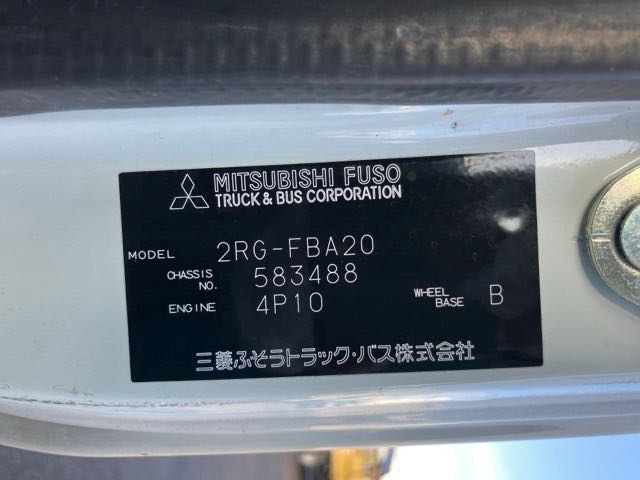 MITSUBISHI FUSO
TRUCK & BUS CORPORATION
MODEL 2RG-FBA20
CHASSIS NO. 583488
ENGINE 4P10 WHEEL BASE B
三菱ふそうトラック・バス株式会社